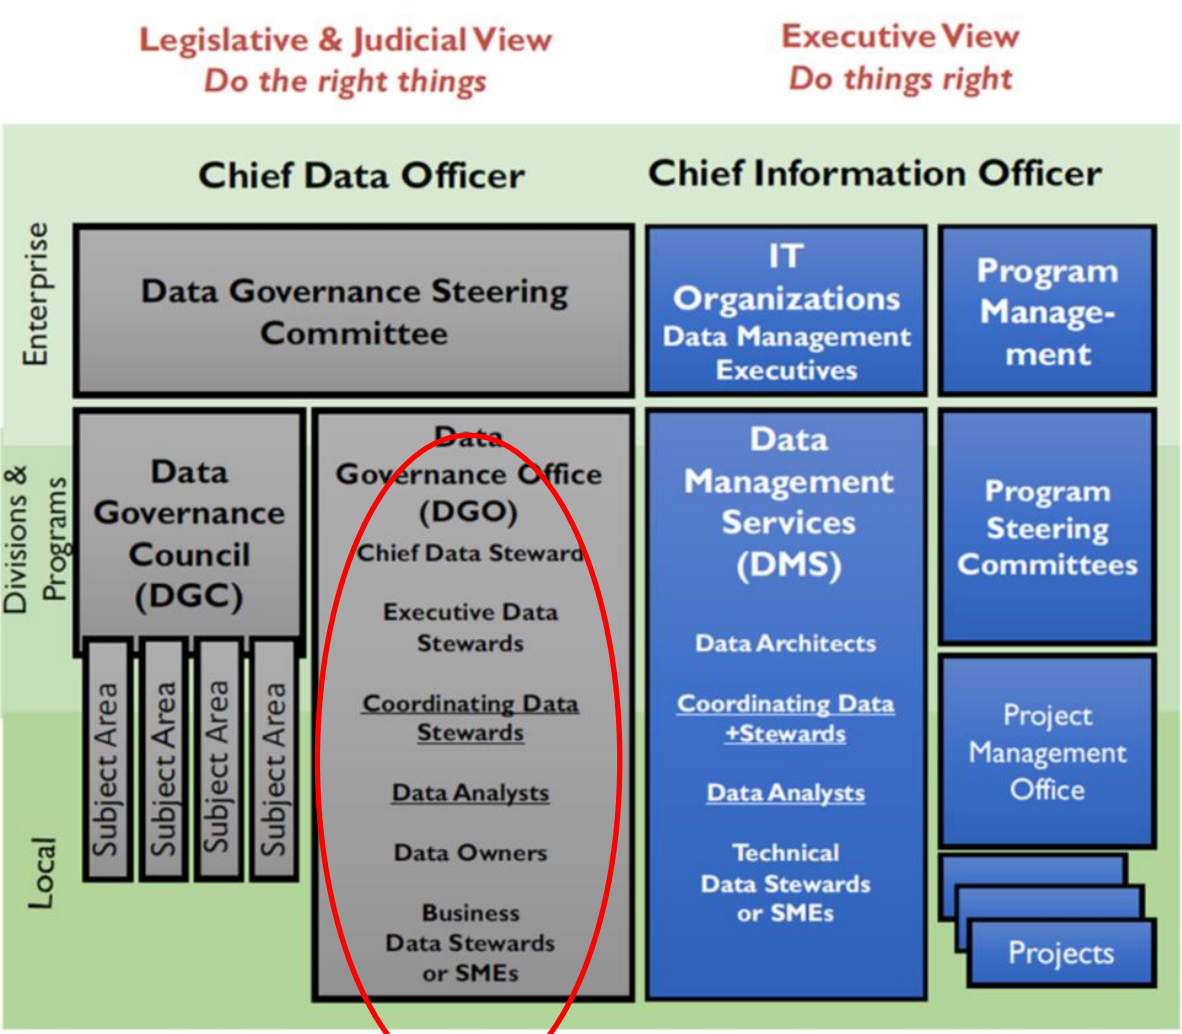 Legislative & Judicial View
Do the right things
Executive View
Do things right
Chief Data Officer
Chief Information Officer
Enterprise
Data Governance Steering
Committee
IT
Organizations
Data Management
Executives
Program
Manage-
ment
Divisions &
Programs
Data
Governance
Council
(DGC)
Subject Area
Subject Area
Subject Area
Subject Area
Data
Governance Office
(DGO)
Chief Data Steward
Executive Data
Stewards
Coordinating Data
Stewards
Data Analysts
Data Owners
Business
Data Stewards
or SMEs
Data
Management
Services
(DMS)
Data Architects
Coordinating Data
+Stewards
Data Analysts
Technical
Data Stewards
or SMEs
Program
Steering
Committees
Project
Management
Office
Projects
Local